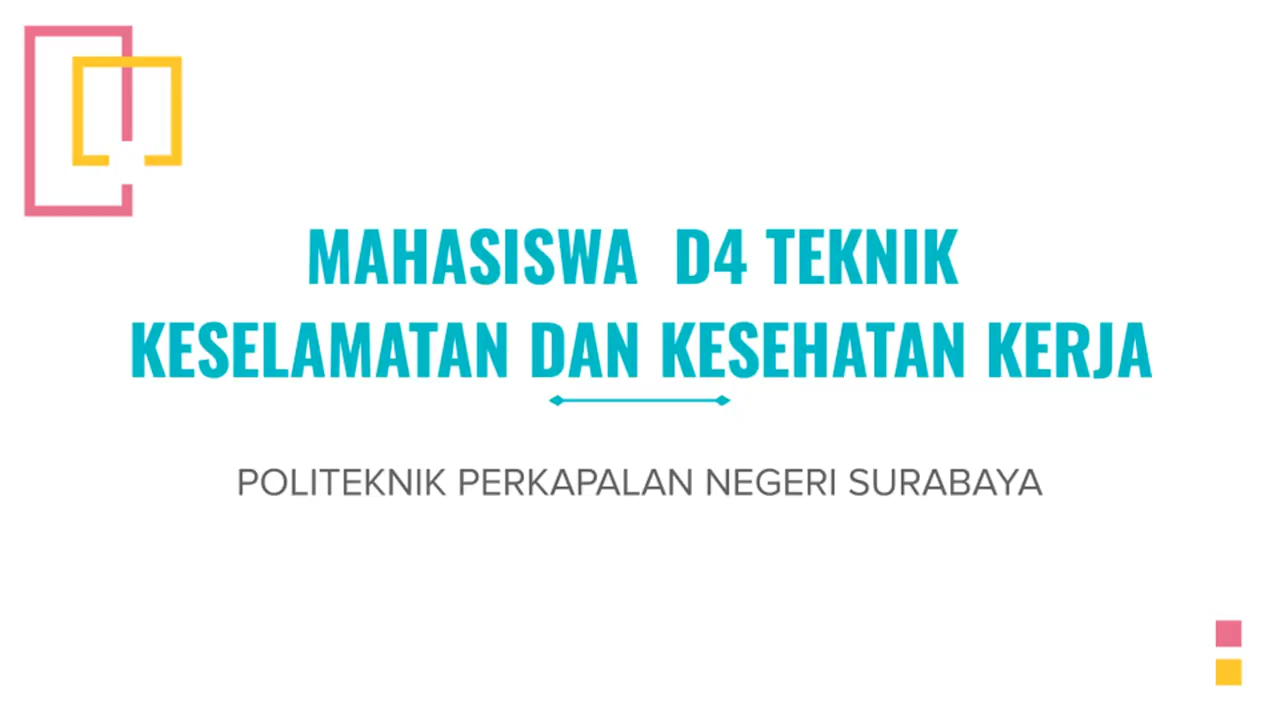 MAHASISWA D4 TEKNIK
KESELAMATAN DAN KESEHATAN KERJA
POLITEKNIK PERKAPALAN NEGERI SURABAYA